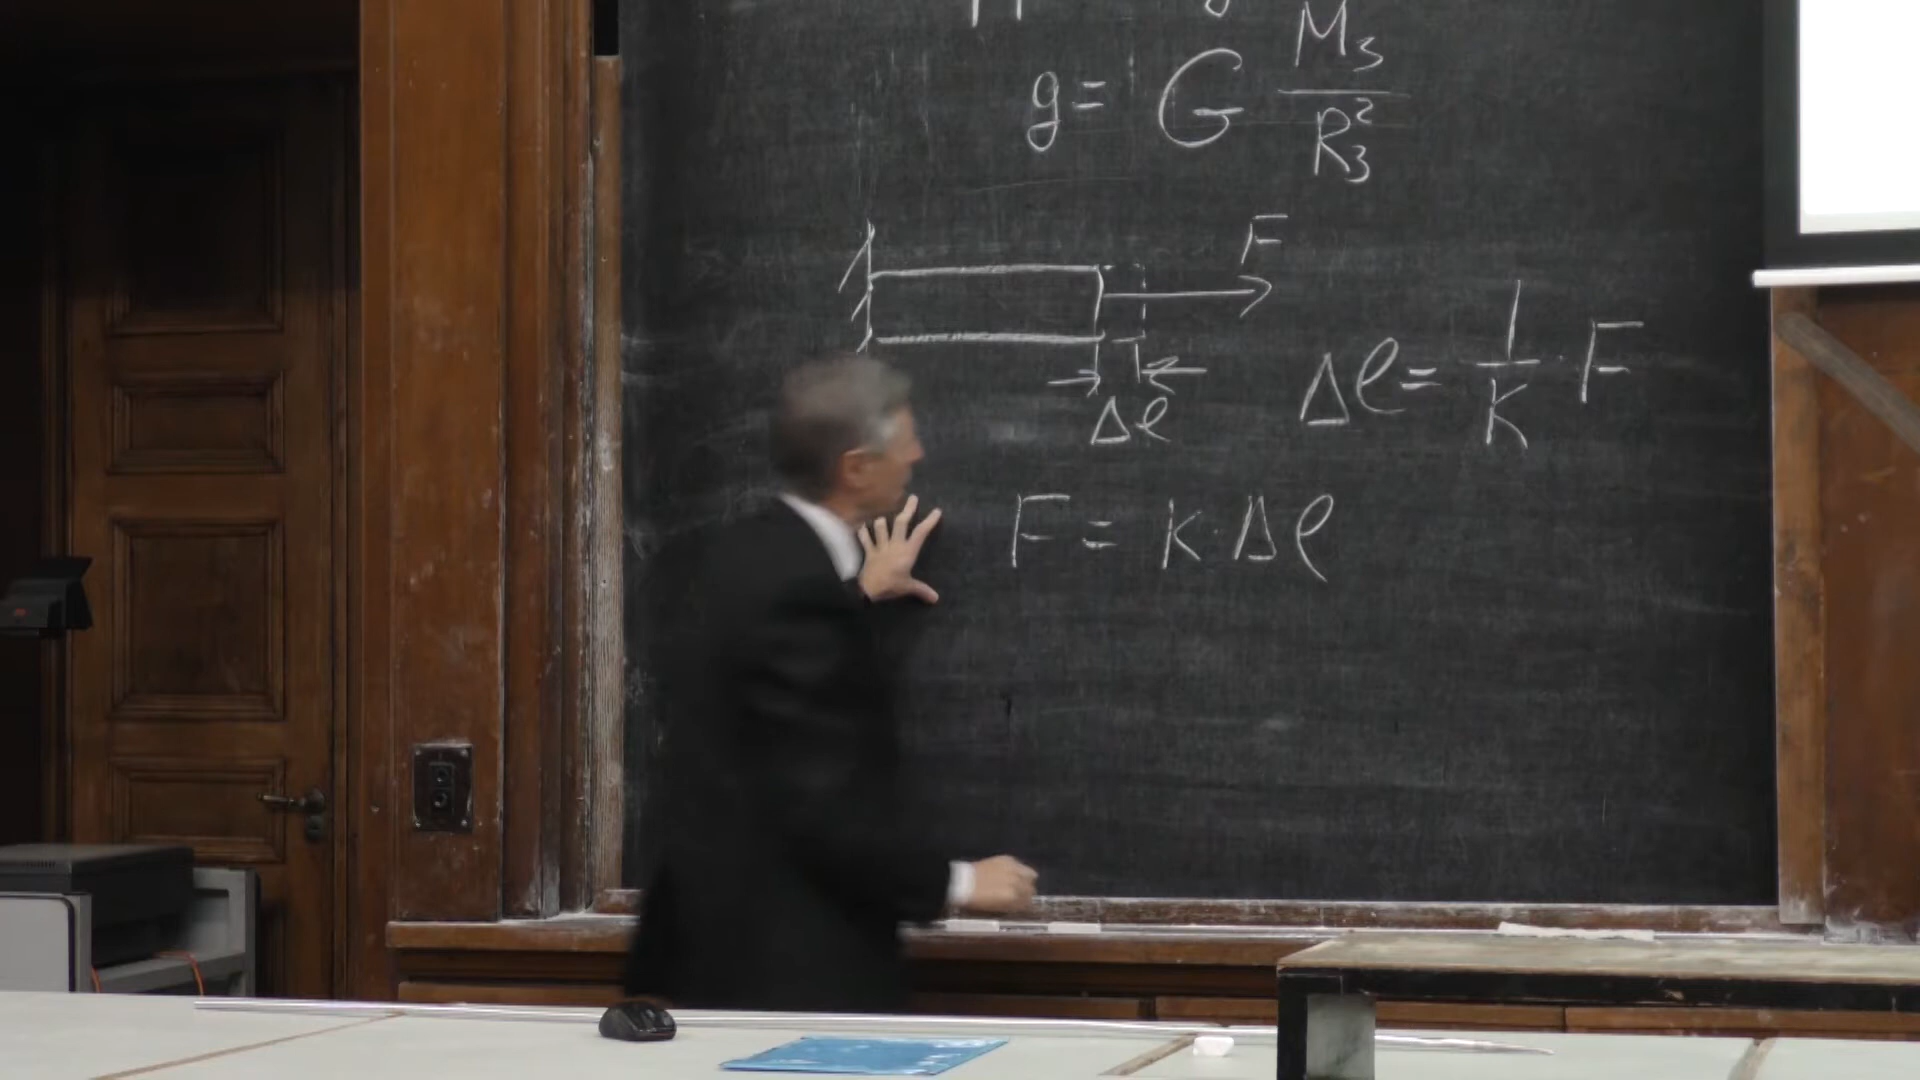 g = G M₃ / R₃²
F
Δℓ
Δℓ = 1/K · F
F = K · Δℓ